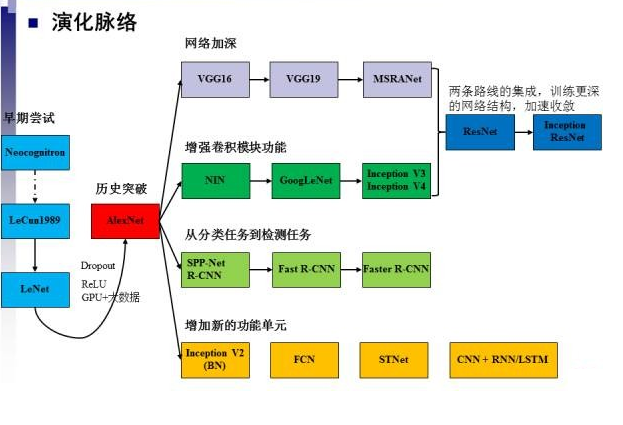 演化脉络
网络加深
VGG16
VGG19
MSRANet
两条路线的集成，训练更深
的网络结构，加速收敛
ResNet
Inception
ResNet
早期尝试
Neocognitron
LeCun1989
LeNet
历史突破
AlexNet
Dropout
ReLU
GPU+大数据
增强卷积模块功能
NIN
GoogLeNet
Inception V3
Inception V4
从分类任务到检测任务
SPP-Net
R-CNN
Fast R-CNN
Faster R-CNN
增加新的功能单元
Inception V2
(BN)
FCN
STNet
CNN + RNN/LSTM